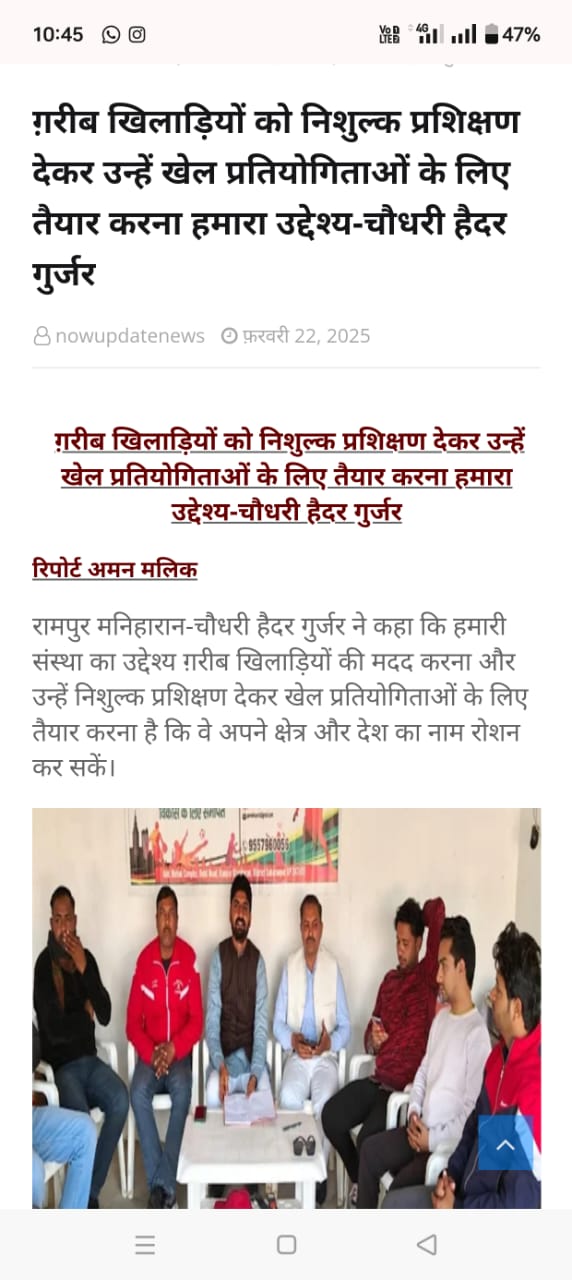 10:45
Vo D
LTE D
4G
47%
ग़रीब खिलाड़ियों को निशुल्क प्रशिक्षण
देकर उन्हें खेल प्रतियोगिताओं के लिए
तैयार करना हमारा उद्देश्य-चौधरी हैदर
गुर्जर
nowupdatenews फ़रवरी 22, 2025
ग़रीब खिलाड़ियों को निशुल्क प्रशिक्षण देकर उन्हें
खेल प्रतियोगिताओं के लिए तैयार करना हमारा
उद्देश्य-चौधरी हैदर गुर्जर
रिपोर्ट अमन मलिक
रामपुर मनिहारान-चौधरी हैदर गुर्जर ने कहा कि हमारी
संस्था का उद्देश्य ग़रीब खिलाड़ियों की मदद करना और
उन्हें निशुल्क प्रशिक्षण देकर खेल प्रतियोगिताओं के लिए
तैयार करना है कि वे अपने क्षेत्र और देश का नाम रोशन
कर सकें।
विकास के लिए समर्पित
9557960055